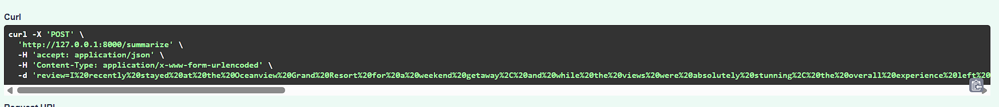 Curl
curl -X 'POST' \
'http://127.0.0.1:8000/summarize' \
-H 'accept: application/json' \
-H 'Content-Type: application/x-www-form-urlencoded' \
-d 'review=I%20recently%20stayed%20at%20the%20Oceanview%20Grand%20Resort%20for%20a%20weekend%20getaway%2C%20and%20while%20the%20views%20were%20absolutely%20stunning%2C%20the%20overall%20experience%20left%20
Request URL